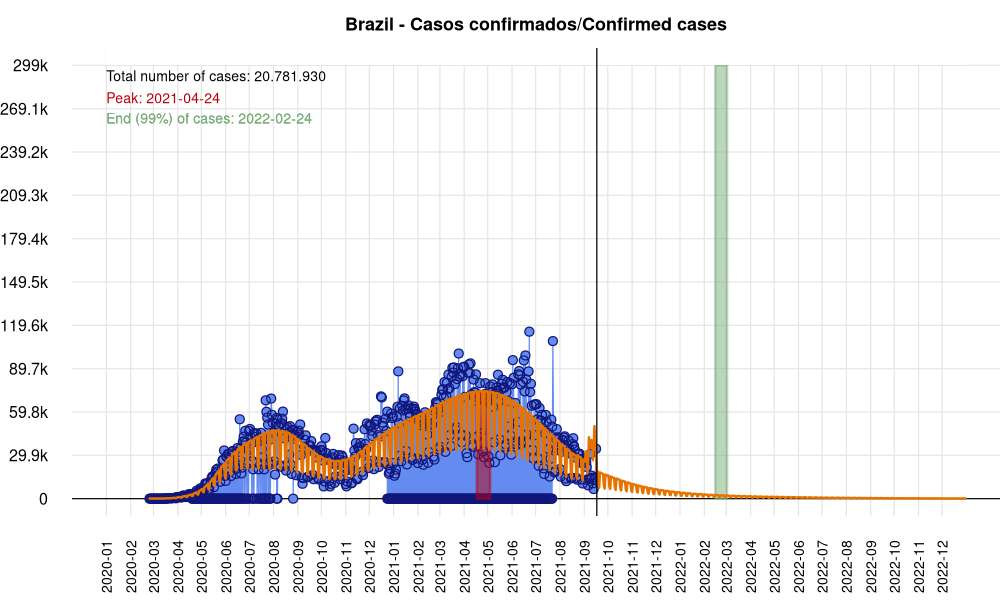 Brazil - Casos confirmados/Confirmed cases
299k
269.1k
239.2k
209.3k
179.4k
149.5k
119.6k
89.7k
59.8k
29.9k
0
Total number of cases: 20.781.930
Peak: 2021-04-24
End (99%) of cases: 2022-02-24
2020-01
2020-02
2020-03
2020-04
2020-05
2020-06
2020-07
2020-08
2020-09
2020-10
2020-11
2020-12
2021-01
2021-02
2021-03
2021-04
2021-05
2021-06
2021-07
2021-08
2021-09
2021-10
2021-11
2021-12
2022-01
2022-02
2022-03
2022-04
2022-05
2022-06
2022-07
2022-08
2022-09
2022-10
2022-11
2022-12